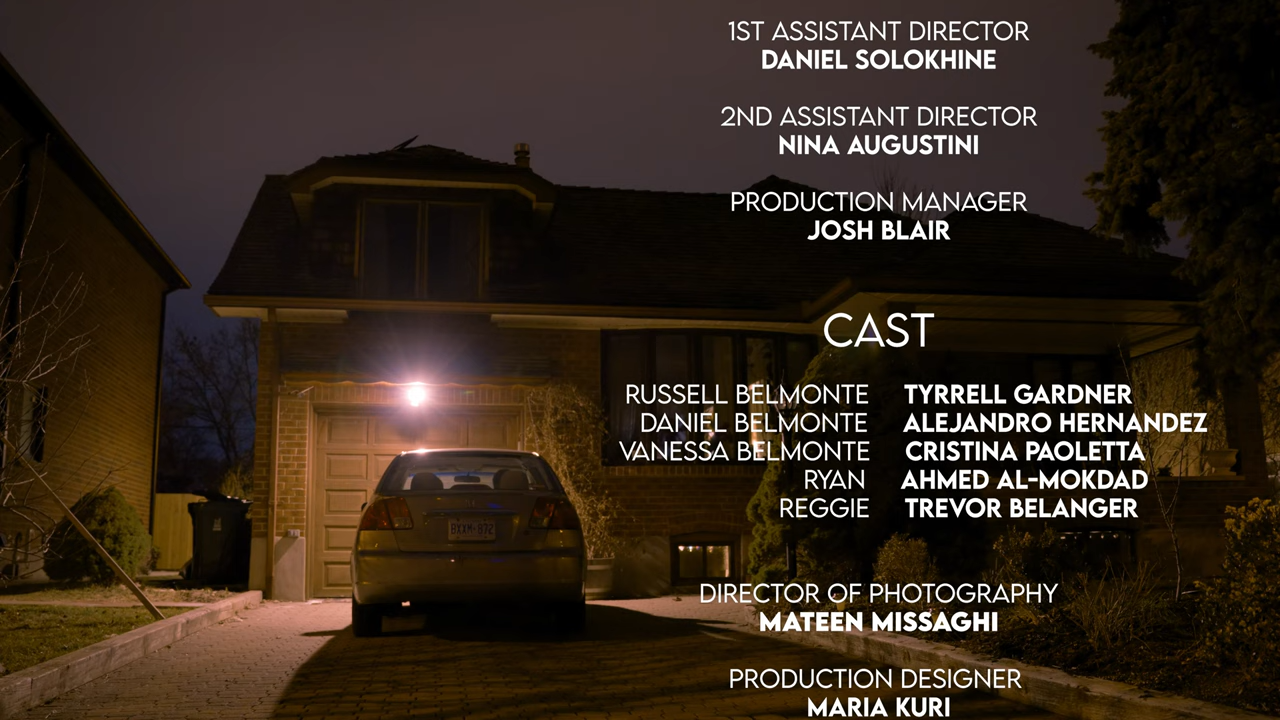 1ST ASSISTANT DIRECTOR
DANIEL SOLOKHINE
2ND ASSISTANT DIRECTOR
NINA AUGUSTINI
PRODUCTION MANAGER
JOSH BLAIR
CAST
RUSSELL BELMONTE TYRRELL GARDNER
DANIEL BELMONTE ALEJANDRO HERNANDEZ
VANESSA BELMONTE CRISTINA PAOLETTA
RYAN AHMED AL-MOKDAD
REGGIE TREVOR BELANGER
DIRECTOR OF PHOTOGRAPHY
MATEEN MISSAGHI
PRODUCTION DESIGNER
MARIA KURI